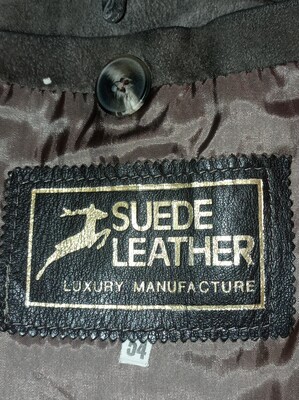 SUEDE
LEATHER
LUXURY MANUFACTURE
54